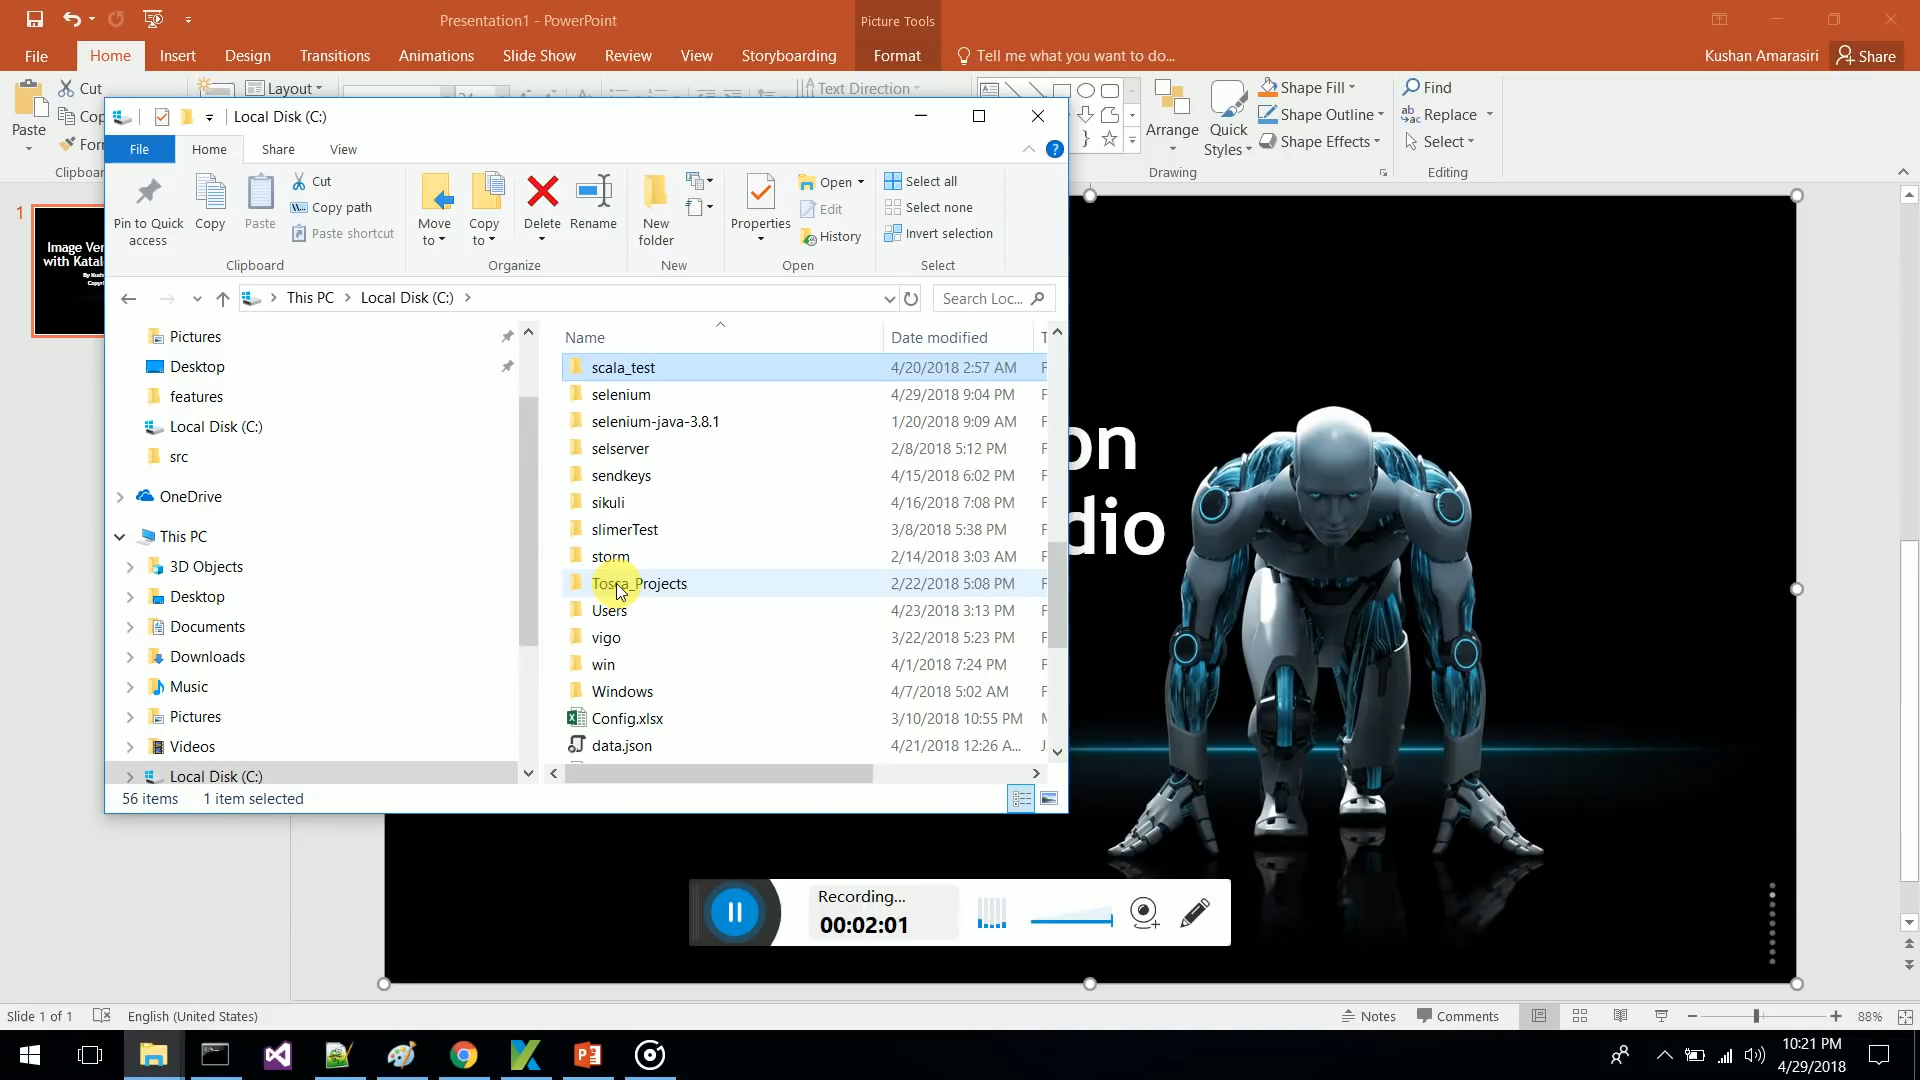 Presentation1 - PowerPoint
Picture Tools
File
Home
Insert
Design
Transitions
Animations
Slide Show
Review
View
Storyboarding
Format
Tell me what you want to do...
Kushan Amarasiri
Share
Paste
Cut
Layout
Text Direction
Arrange
Quick
Styles
Shape Fill
Shape Outline
Shape Effects
Find
Replace
Select
Drawing
Editing
Local Disk (C:)
File
Home
Share
View
Pin to Quick
access
Copy
Paste
Cut
Copy path
Paste shortcut
Move
to
Copy
to
Delete
Rename
New
folder
Properties
Open
Edit
History
Select all
Select none
Invert selection
Clipboard
Organize
New
Open
Select
This PC
Local Disk (C:)
Search Loc...
Pictures
Desktop
features
Local Disk (C:)
src
OneDrive
This PC
3D Objects
Desktop
Documents
Downloads
Music
Pictures
Videos
Local Disk (C:)
Name
Date modified
scala_test 4/20/2018 2:57 AM
selenium 4/29/2018 9:04 PM
selenium-java-3.8.1 1/20/2018 9:09 AM
selserver 2/8/2018 5:12 PM
sendkeys 4/15/2018 6:02 PM
sikuli 4/16/2018 7:08 PM
slimerTest 3/8/2018 5:38 PM
storm 2/14/2018 3:03 AM
Tosca_Projects 2/22/2018 5:08 PM
Users 4/23/2018 3:13 PM
vigo 3/22/2018 5:23 PM
win 4/1/2018 7:24 PM
Windows 4/7/2018 5:02 AM
Config.xlsx 3/10/2018 10:55 PM
data.json 4/21/2018 12:26 A...
56 items
1 item selected
1
Image Ver
with Katal
on
dio
Recording...
00:02:01
Slide 1 of 1
English (United States)
Notes
Comments
88%
10:21 PM
4/29/2018